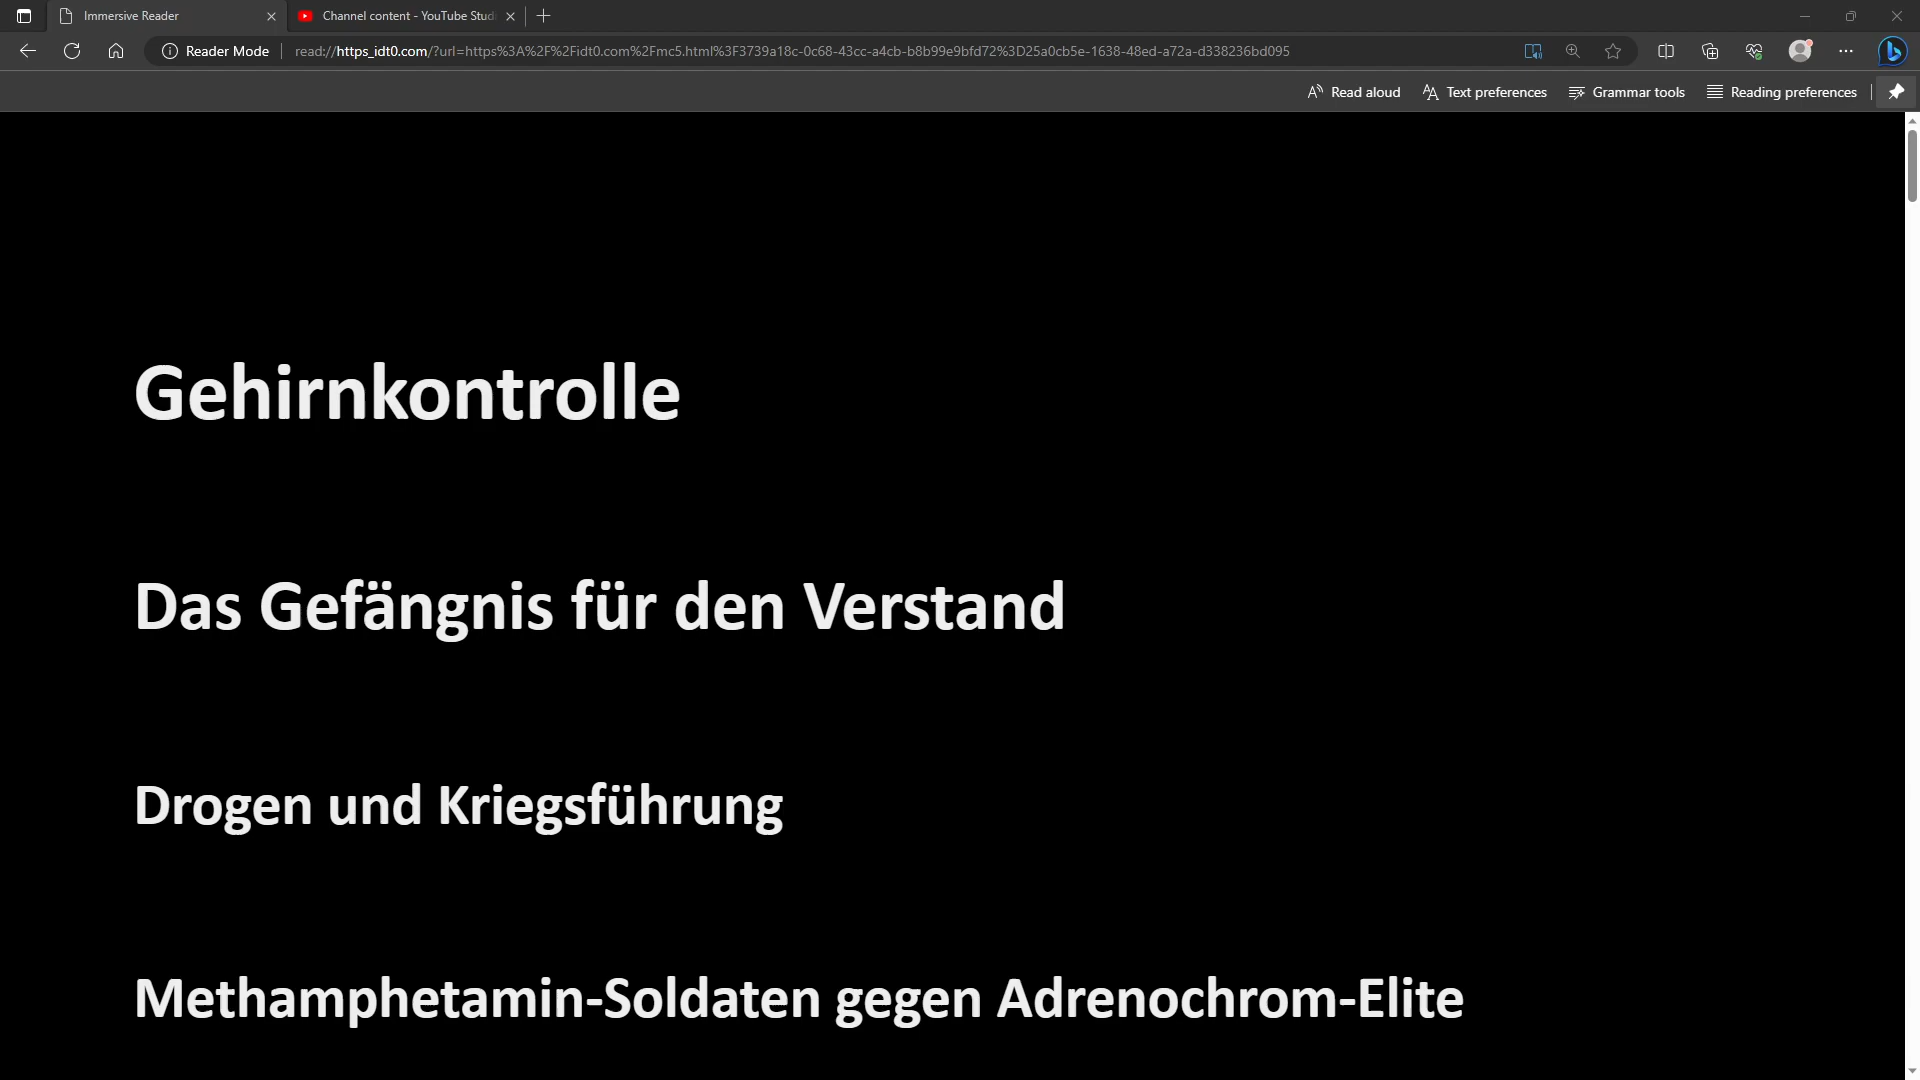 Immersive Reader
Channel content - YouTube Studi
Reader Mode
read://https_idt0.com/?url=https%3A%2F%2Fidt0.com%2Fmc5.html%3F3739a18c-0c68-43cc-a4cb-b8b99e9bfd72%3D25a0cb5e-1638-48ed-a72a-d338236bd095
Read aloud Text preferences Grammar tools Reading preferences
Gehirnkontrolle
Das Gefängnis für den Verstand
Drogen und Kriegsführung
Methamphetamin-Soldaten gegen Adrenochrom-Elite